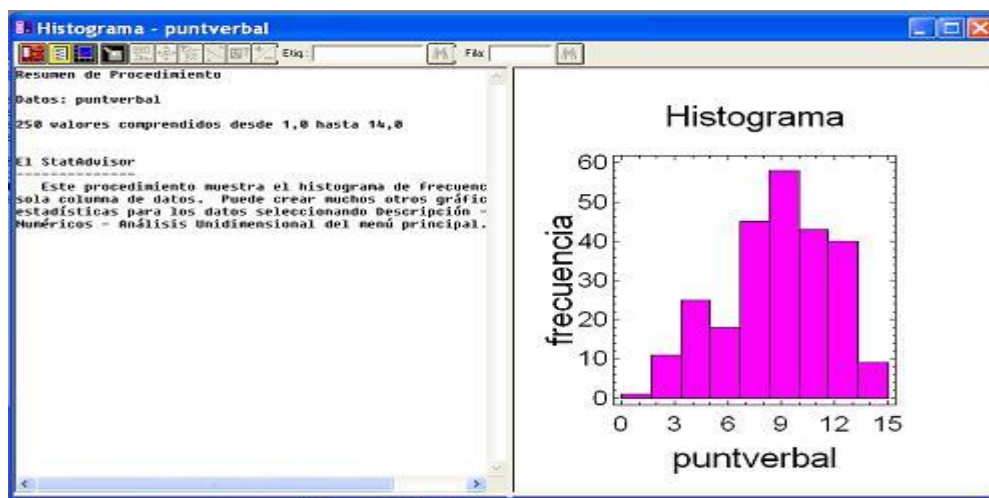 Histograma - puntverbal
Etiq.:
Fila:
Resumen de Procedimiento
Datos: puntverbal
250 valores comprendidos desde 1,0 hasta 14,0
El StatAdvisor
--------------
Este procedimiento muestra el histograma de frecuenc
sola columna de datos. Puede crear muchos otros gráfic
estadísticas para los datos seleccionando Descripción -
Numéricos - Análisis Unidimensional del menú principal.
Histograma
60
50
40
30
20
10
0
frecuencia
0 3 6 9 12 15
puntverbal